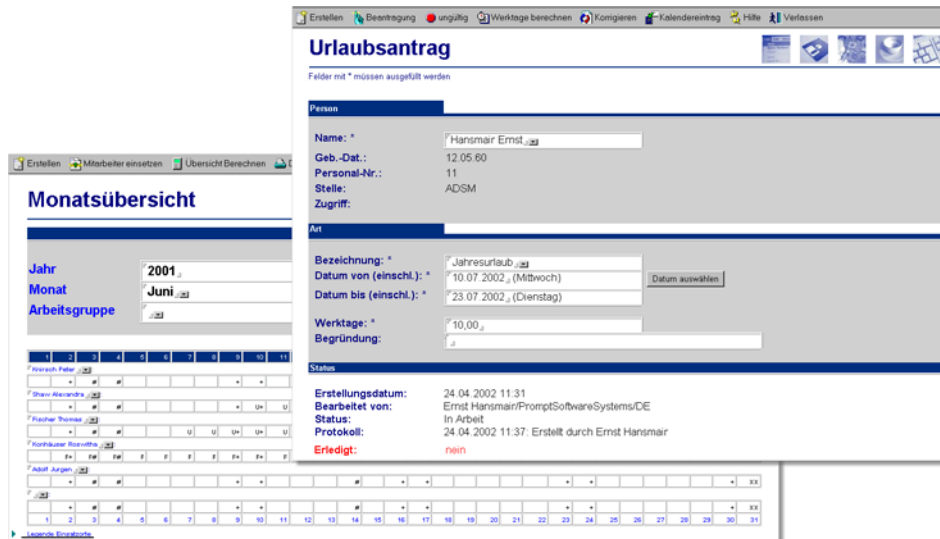 Erstellen Beantragung ungültig Werktage berechnen Korrigieren Kalendereintrag Hilfe Verlassen
Urlaubsantrag
Felder mit * müssen ausgefüllt werden
Person
Name: * Hansmair Ernst
Geb.-Dat.: 12.05.60
Personal-Nr.: 11
Stelle: ADSM
Zugriff:
Art
Bezeichnung: * Jahresurlaub
Datum von (einschl.): * 10.07.2002 (Mittwoch) Datum auswählen
Datum bis (einschl.): * 23.07.2002 (Dienstag)
Werktage: * 10,00
Begründung:
Status
Erstellungsdatum: 24.04.2002 11:31
Bearbeitet von: Ernst Hansmair/PromptSoftwareSystems/DE
Status: In Arbeit
Protokoll: 24.04.2002 11:37: Erstellt durch Ernst Hansmair
Erledigt: nein
Erstellen Mitarbeiter einsetzen Übersicht Berechnen
Monatsübersicht
Jahr 2001
Monat Juni
Arbeitsgruppe
1 2 3 4 5 6 7 8 9 10 11
Knirsch Peter
+ # # + +
Shaw Alexandra
+ # # + U+ U
Fischer Thomas
+ # # U U U+ U+ U
Konhäuser Roswitha
F+ F# F# F F F F F+ F+ F
Adolf Jürgen
+ # # + + # + + + + + XX
+ # # + + # + + + + + XX
1 2 3 4 5 6 7 8 9 10 11 12 13 14 15 16 17 18 19 20 21 22 23 24 25 26 27 28 29 30 31
Legende Einsatzorte